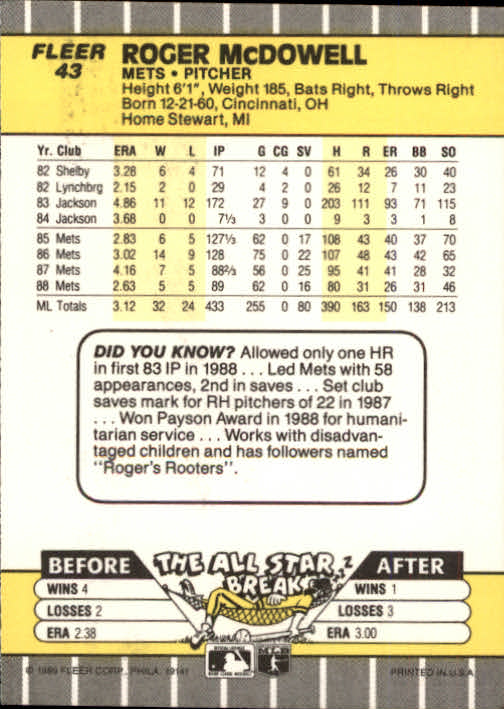 FLEER
43
ROGER McDOWELL
METS • PITCHER
Height 6'1", Weight 185, Bats Right, Throws Right
Born 12-21-60, Cincinnati, OH
Home Stewart, MI
Yr. Club ERA W L IP G CG SV H R ER BB SO
82 Shelby 3.28 6 4 71 12 4 0 61 34 26 30 40
82 Lynchbrg 2.15 2 0 29 4 2 0 26 12 7 11 23
83 Jackson 4.86 11 12 172 27 9 0 203 111 93 71 115
84 Jackson 3.68 0 0 7⅓ 3 0 0 9 3 3 1 8
85 Mets 2.83 6 5 127⅓ 62 0 17 108 43 40 37 70
86 Mets 3.02 14 9 128 75 0 22 107 48 43 42 65
87 Mets 4.16 7 5 88⅔ 56 0 25 95 41 41 28 32
88 Mets 2.63 5 5 89 62 0 16 80 31 26 31 46
ML Totals 3.12 32 24 433 255 0 80 390 163 150 138 213
DID YOU KNOW? Allowed only one HR
in first 83 IP in 1988 . . . Led Mets with 58
appearances, 2nd in saves . . . Set club
saves mark for RH pitchers of 22 in 1987
. . . Won Payson Award in 1988 for humani-
tarian service . . . Works with disadvan-
taged children and has followers named
"Roger's Rooters".
BEFORE THE ALL STAR BREAK AFTER
WINS 4 WINS 1
LOSSES 2 LOSSES 3
ERA 2.38 ERA 3.00
© 1989 FLEER CORP., PHILA. 19141 PRINTED IN U.S.A.